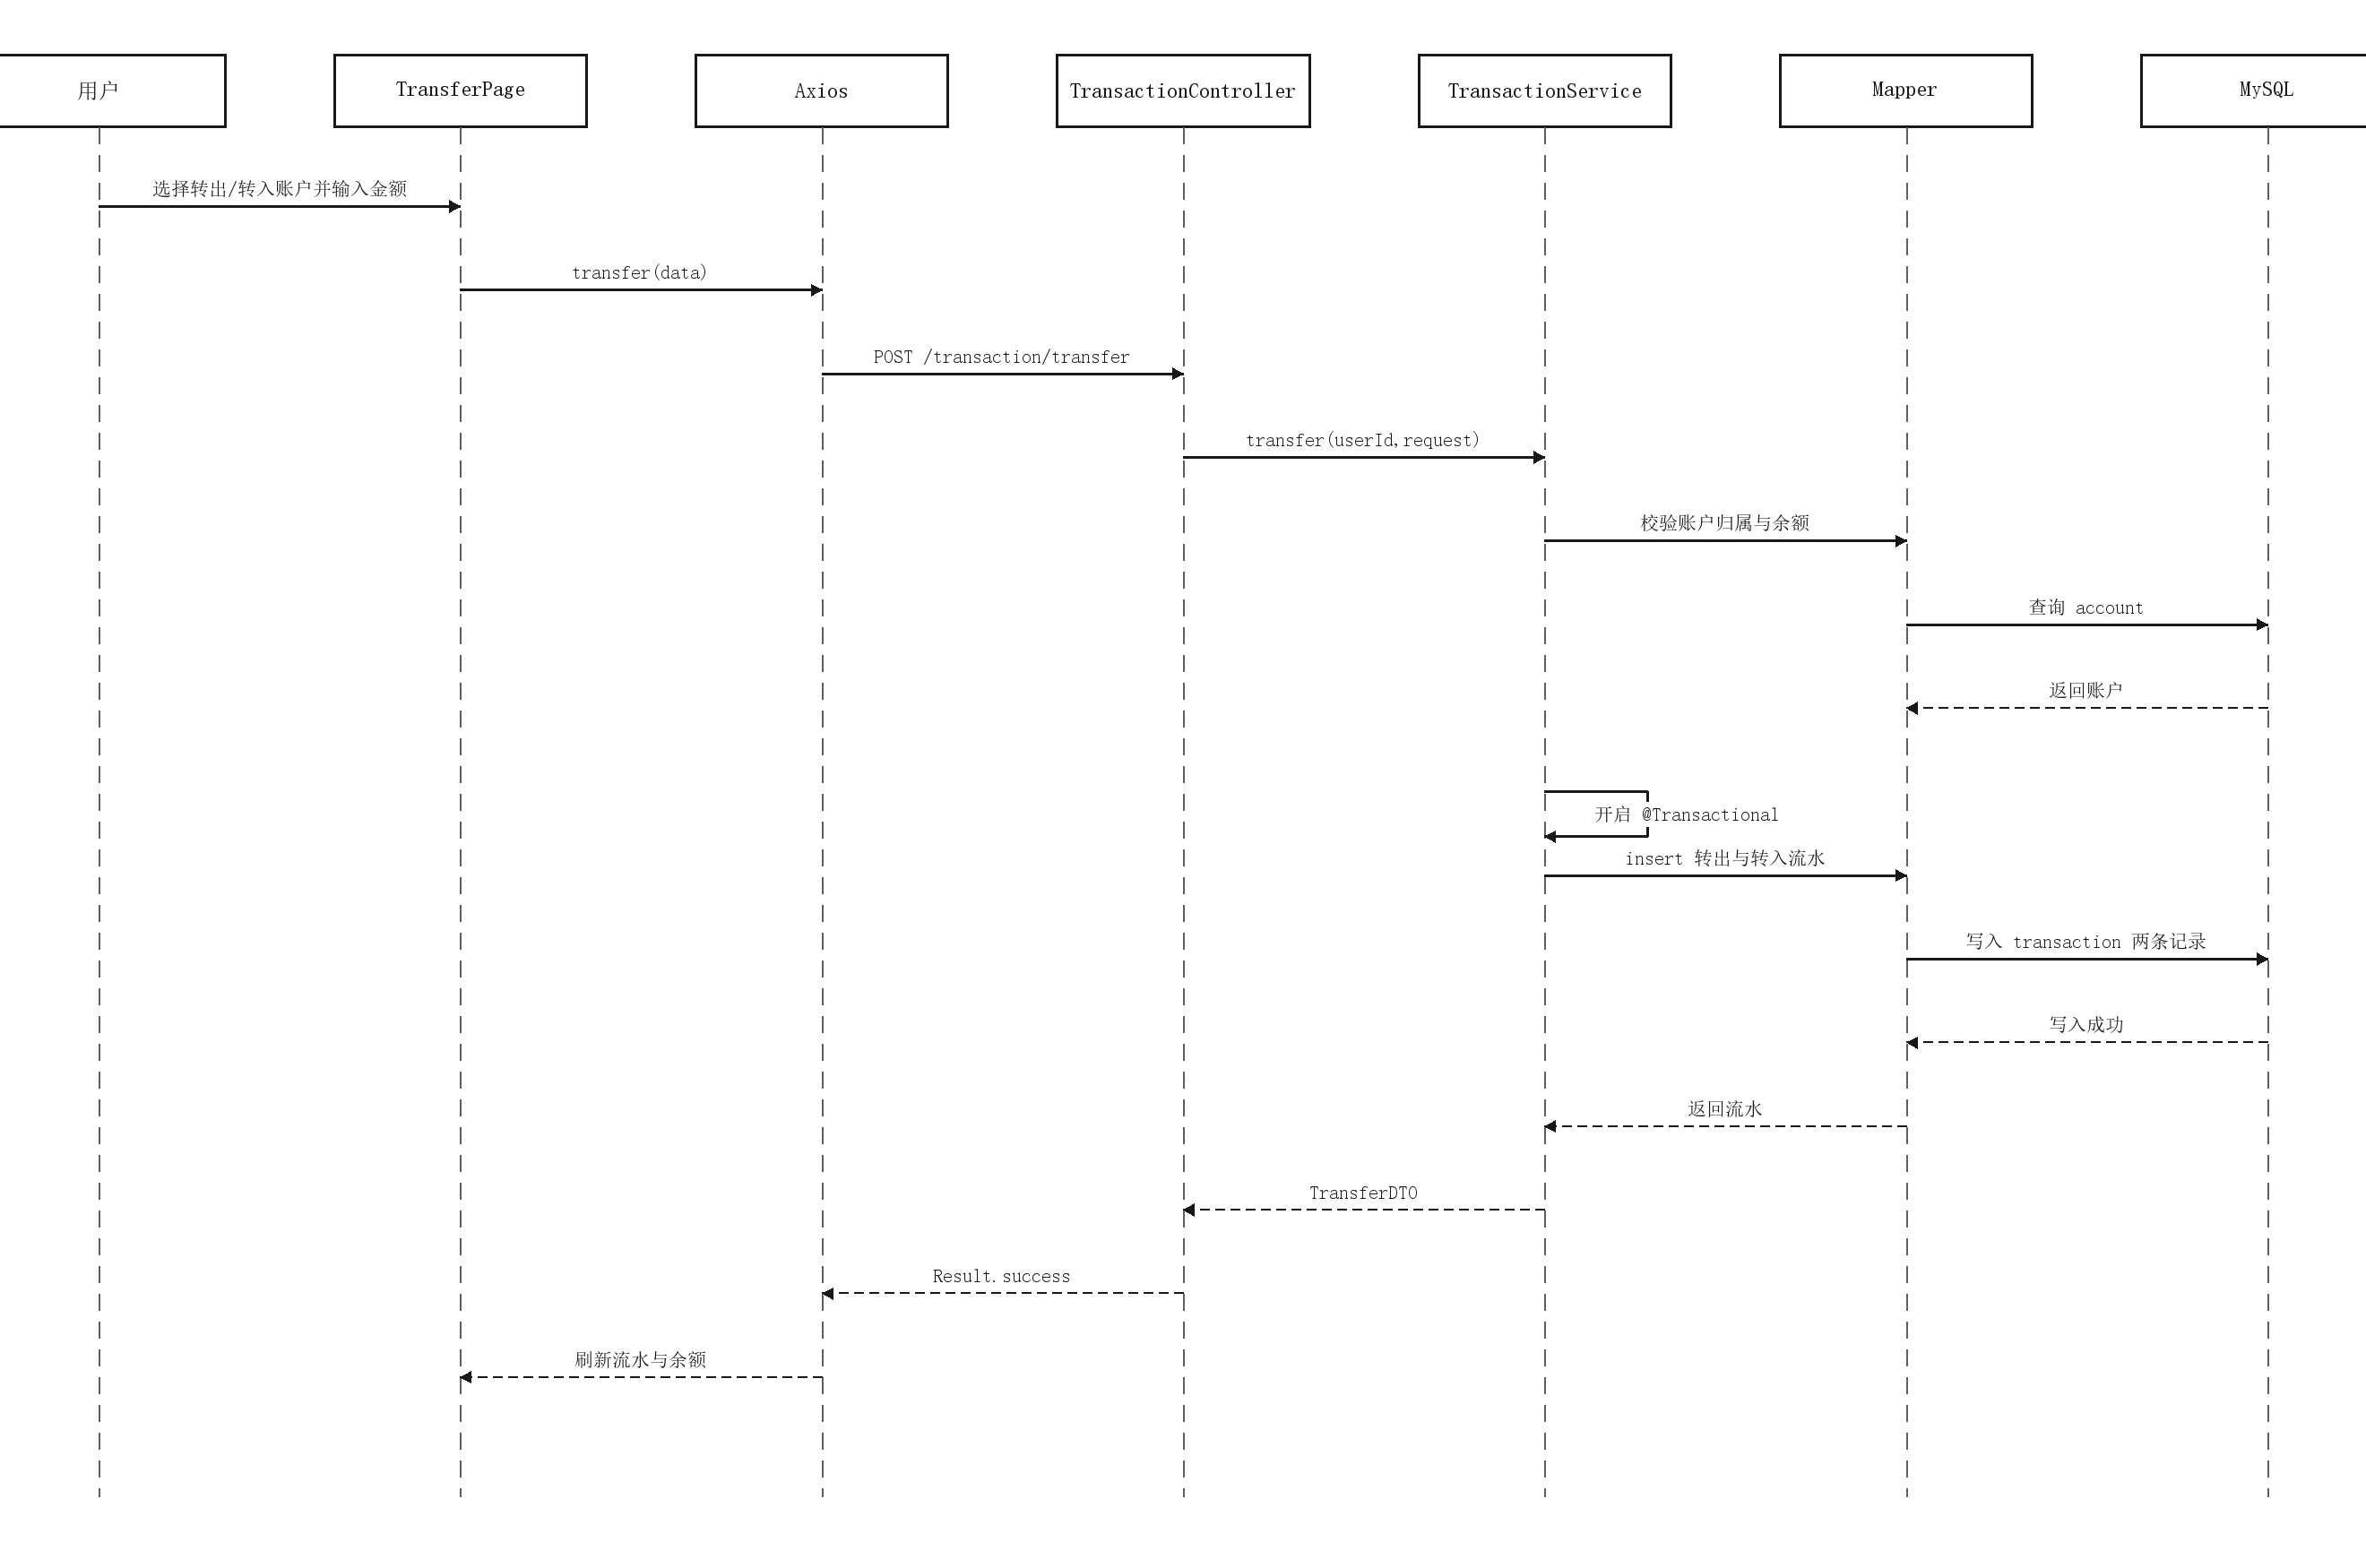 用户
TransferPage
Axios
TransactionController
TransactionService
Mapper
MySQL
选择转出/转入账户并输入金额
transfer(data)
POST /transaction/transfer
transfer(userId,request)
校验账户归属与余额
查询 account
返回账户
开启 @Transactional
insert 转出与转入流水
写入 transaction 两条记录
写入成功
返回流水
TransferDTO
Result.success
刷新流水与余额